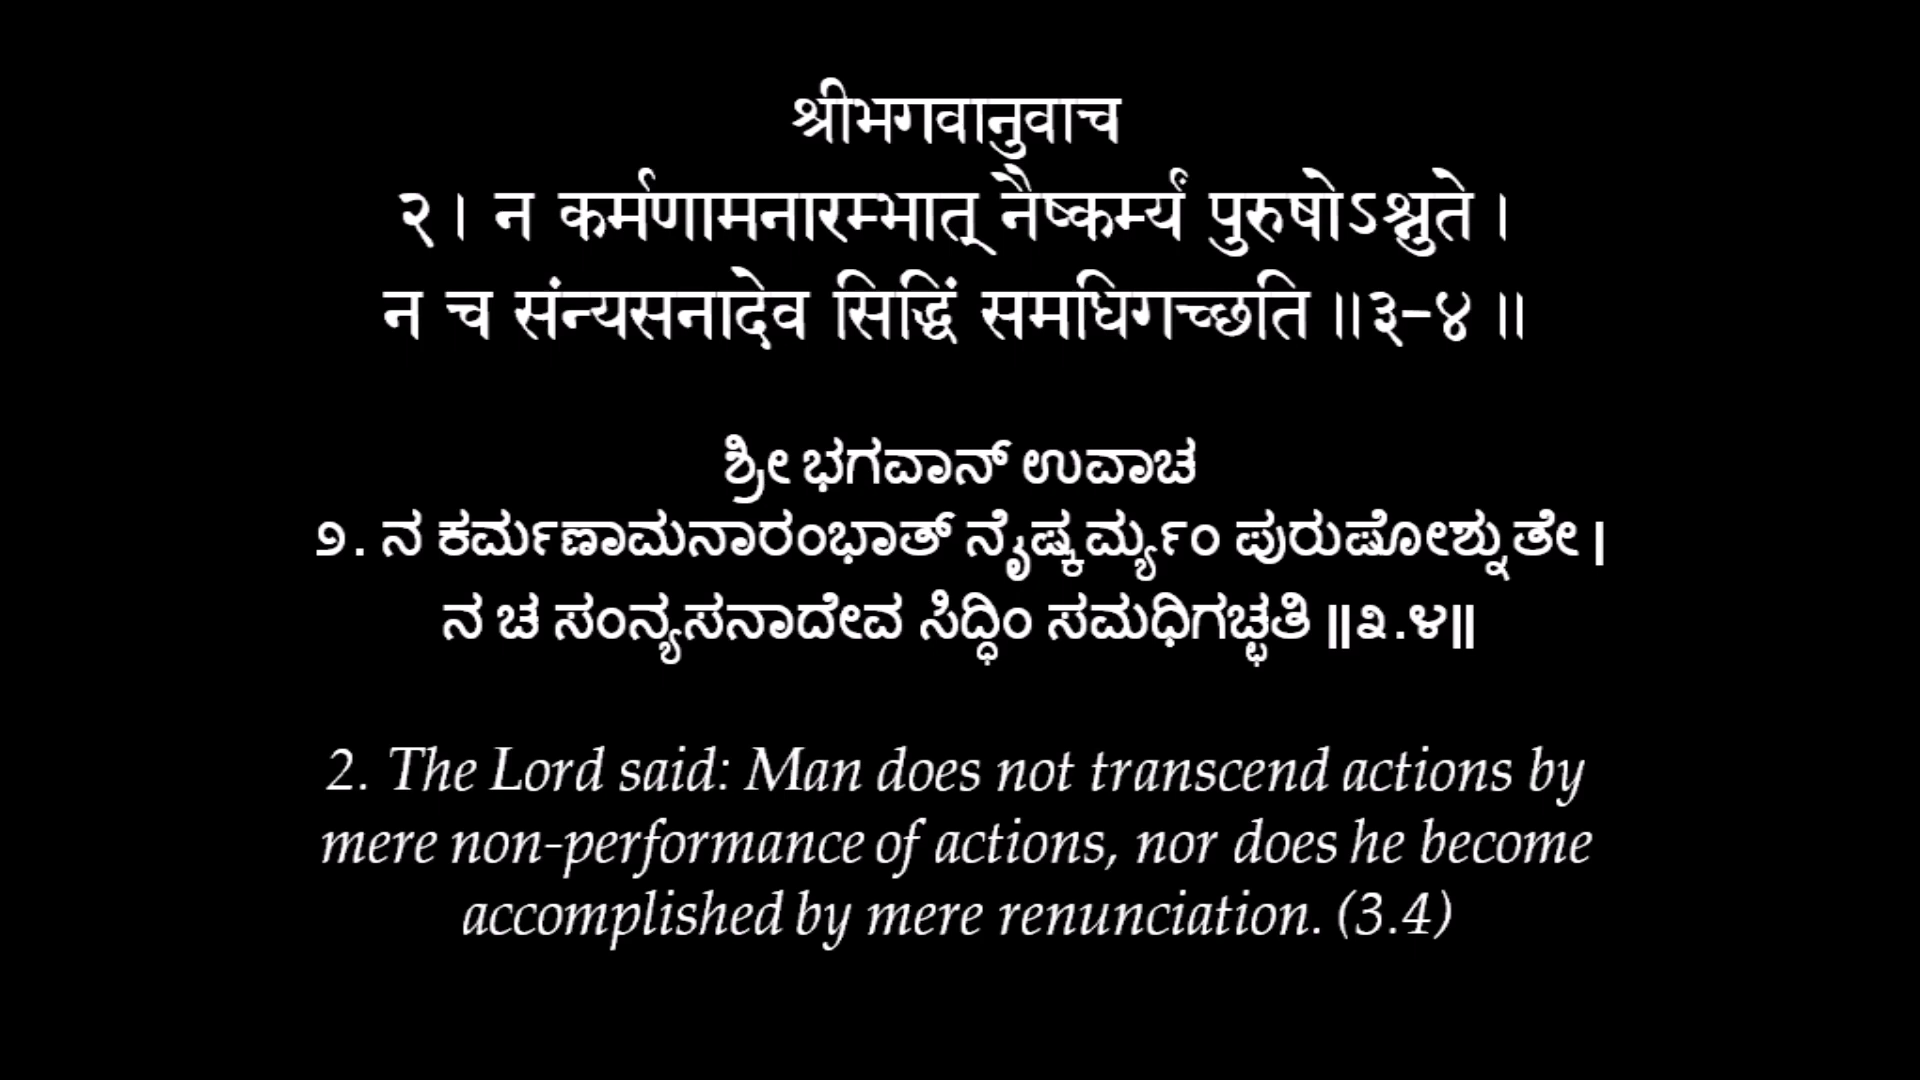 श्रीभगवानुवाच
२। न कर्मणामनारम्भात् नैष्कर्म्यं पुरुषोऽश्नुते।
न च संन्यसनादेव सिद्धिं समधिगच्छति॥३-४॥
ಶ್ರೀ ಭಗವಾನ್ ಉವಾಚ
೨. ನ ಕರ್ಮಣಾಮನಾರಂಭಾತ್ ನೈಷ್ಕರ್ಮ್ಯಂ ಪುರುಷೋಶ್ನುತೇ |
ನ ಚ ಸಂನ್ಯಸನಾದೇವ ಸಿದ್ಧಿಂ ಸಮಧಿಗಚ್ಛತಿ ||೩.೪||
2. The Lord said: Man does not transcend actions by
mere non-performance of actions, nor does he become
accomplished by mere renunciation. (3.4)